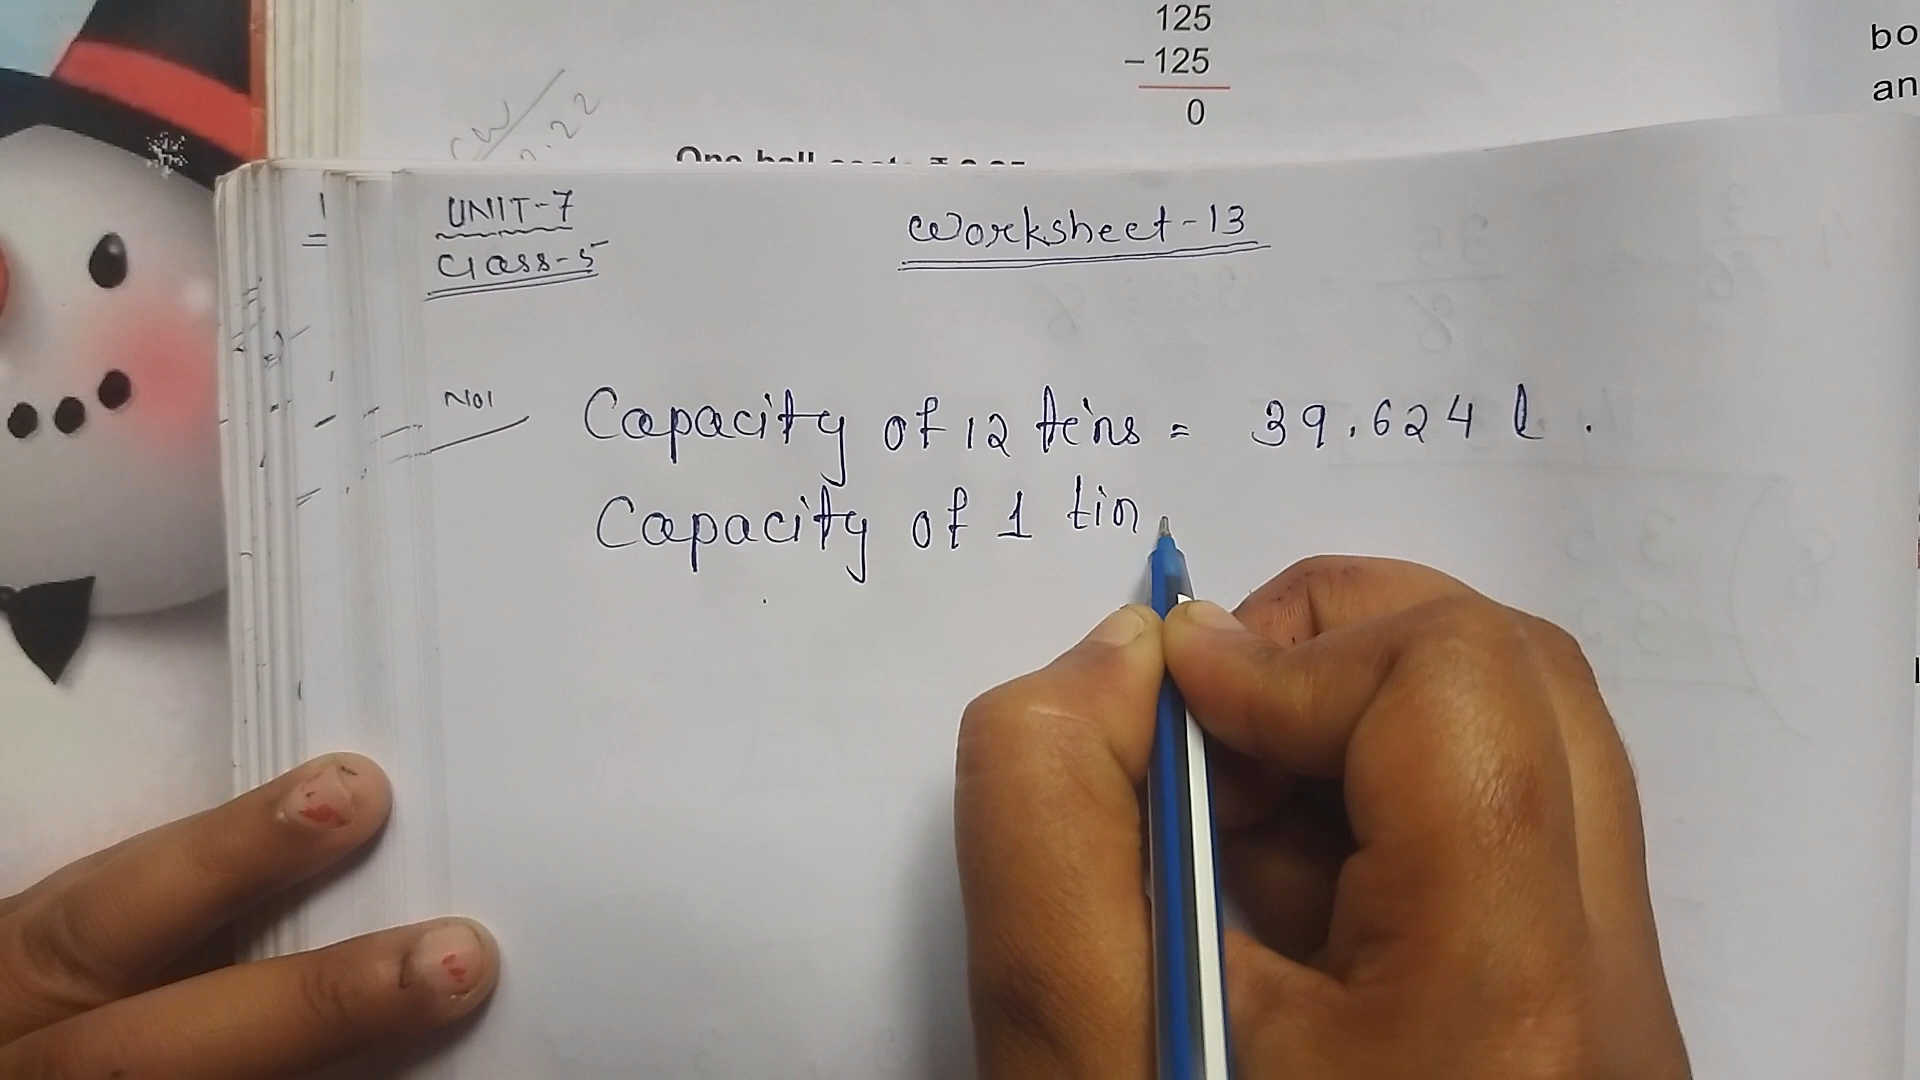 125
- 125
0
bo
an
CW
UNIT-7
Class-5
Worksheet-13
No1
Capacity of 12 tins = 39.624 l.
Capacity of 1 tin